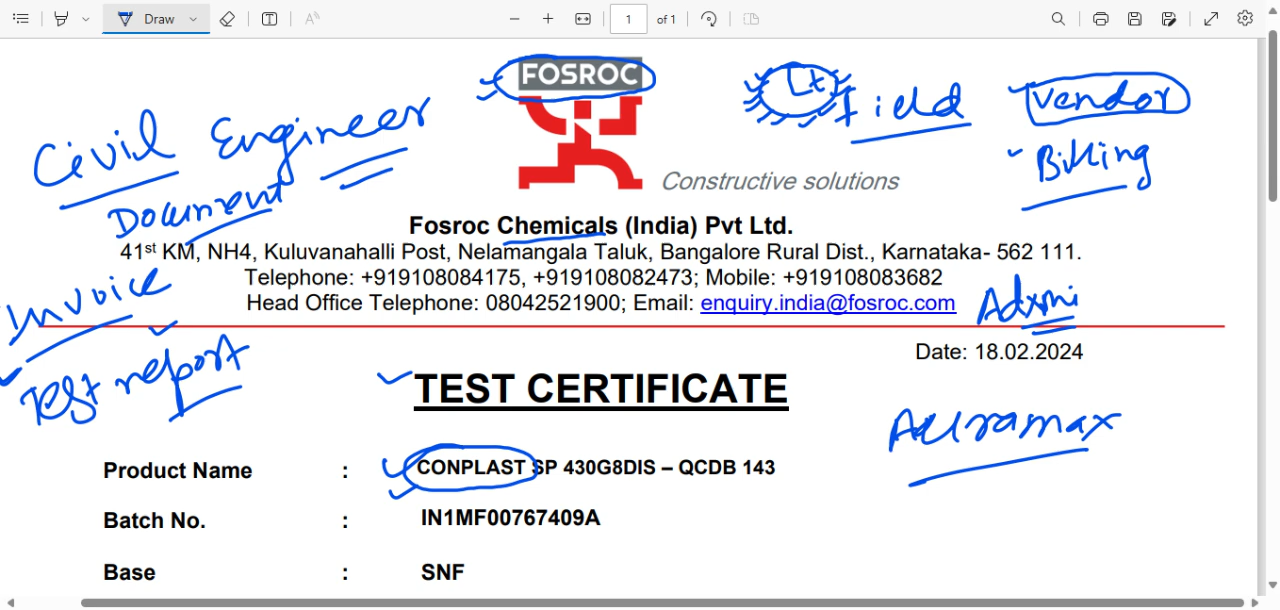 Draw
1 of 1
FOSROC
Lt field
Vendor
Civil Engineer
Billing
Document
Constructive solutions
Fosroc Chemicals (India) Pvt Ltd.
41st KM, NH4, Kuluvanahalli Post, Nelamangala Taluk, Bangalore Rural Dist., Karnataka- 562 111.
Telephone: +919108084175, +919108082473; Mobile: +919108083682
Head Office Telephone: 08042521900; Email: enquiry.india@fosroc.com
Invoice
Date: 18.02.2024
Test report
TEST CERTIFICATE
Product Name : CONPLAST SP 430G8DIS – QCDB 143
Batch No. : IN1MF00767409A
Base : SNF